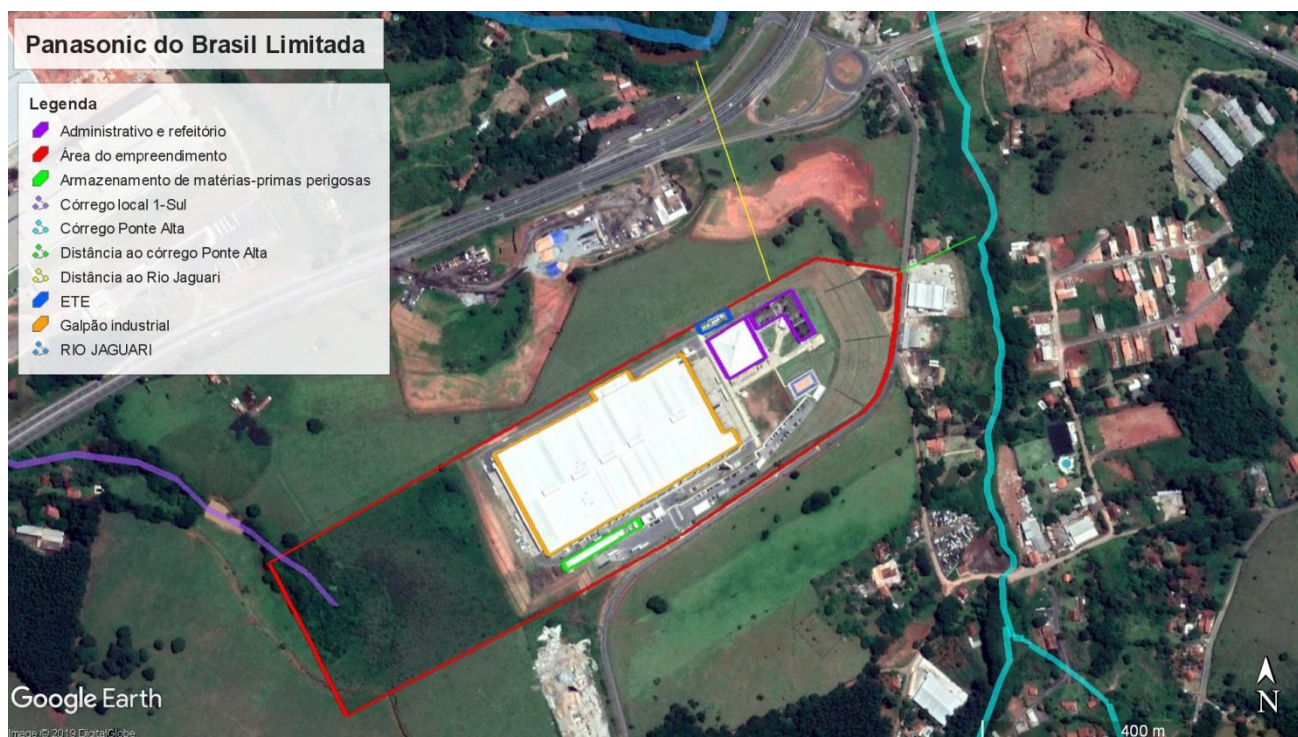 Panasonic do Brasil Limitada
Legenda
Administrativo e refeitório
Área do empreendimento
Armazenamento de matérias-primas perigosas
Córrego local 1-Sul
Córrego Ponte Alta
Distância ao córrego Ponte Alta
Distância ao Rio Jaguari
ETE
Galpão industrial
RIO JAGUARI
Google Earth
N
Image © 2019 DigitalGlobe
400 m